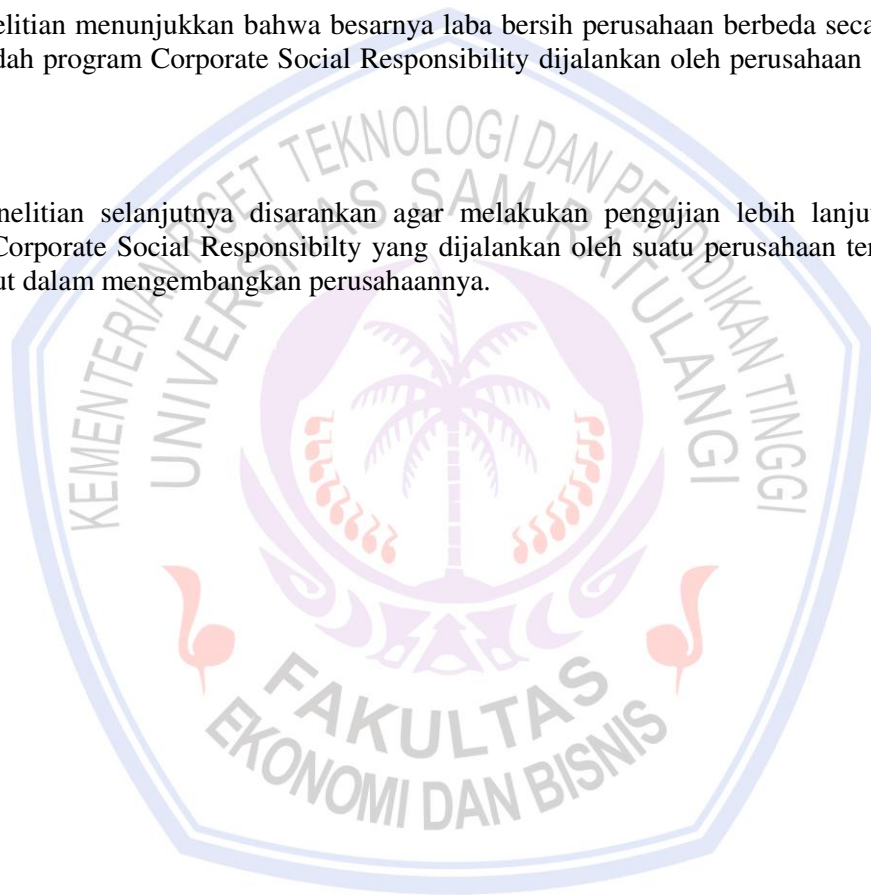 elitian menunjukkan bahwa besarnya laba bersih perusahaan berbeda seca
dah program Corporate Social Responsibility dijalankan oleh perusahaan
nelitian selanjutnya disarankan agar melakukan pengujian lebih lanju
Corporate Social Responsibilty yang dijalankan oleh suatu perusahaan ter
ut dalam mengembangkan perusahaannya.
KEMENTERIAN RISET TEKNOLOGI DAN PENDIDIKAN TINGGI
UNIVERSITAS SAM RATULANGI
FAKULTAS
EKONOMI DAN BISNIS